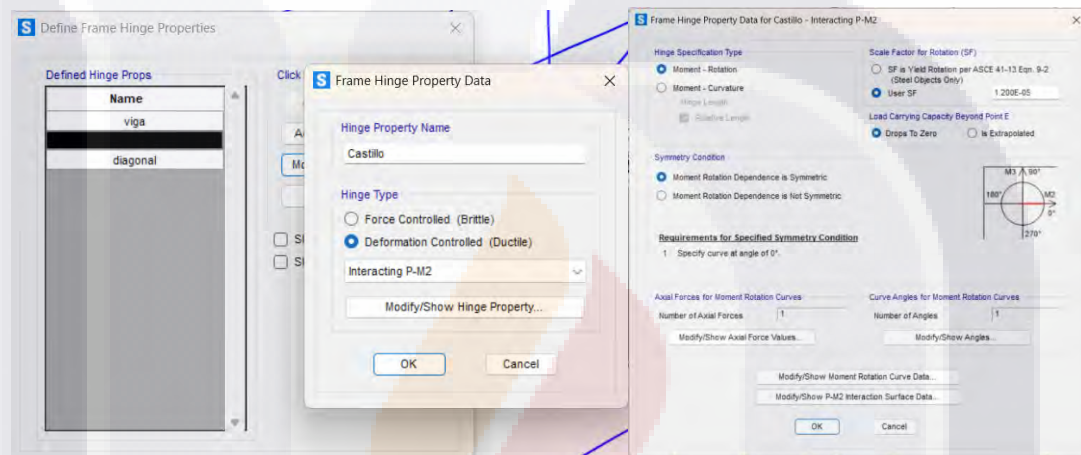 S Define Frame Hinge Properties
Defined Hinge Props
Click
Name
viga
diagonal
S Frame Hinge Property Data
Hinge Property Name
Castillo
Hinge Type
Force Controlled (Brittle)
Deformation Controlled (Ductile)
Interacting P-M2
Modify/Show Hinge Property...
OK Cancel
S Frame Hinge Property Data for Castillo - Interacting P-M2
Hinge Specification Type
Moment - Rotation
Moment - Curvature
Hinge Length
Relative Length
Scale Factor for Rotation (SF)
SF is Yield Rotation per ASCE 41-13 Eqn. 9-2
(Steel Objects Only)
User SF 1.200E-05
Load Carrying Capacity Beyond Point E
Drops To Zero Is Extrapolated
Symmetry Condition
Moment Rotation Dependence is Symmetric
Moment Rotation Dependence is Not Symmetric
Requirements for Specified Symmetry Condition
1 Specify curve at angle of 0°.
M3 90°
180° M2
0°
270°
Axial Forces for Moment Rotation Curves
Number of Axial Forces 1
Modify/Show Axial Force Values...
Curve Angles for Moment Rotation Curves
Number of Angles 1
Modify/Show Angles...
Modify/Show Moment Rotation Curve Data...
Modify/Show P-M2 Interaction Surface Data...
OK Cancel